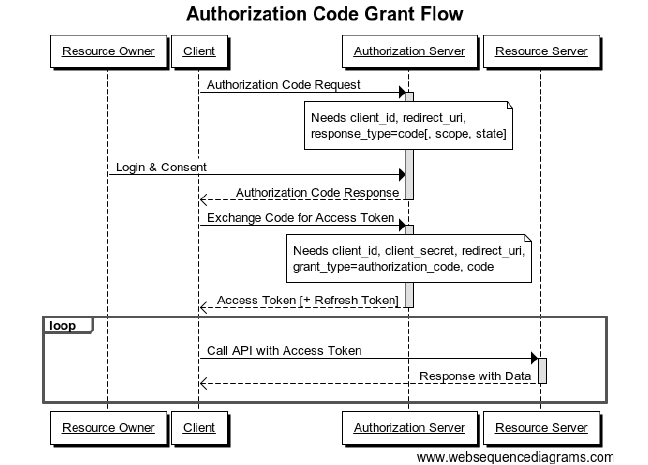 Authorization Code Grant Flow
Resource Owner
Client
Authorization Server
Resource Server
Authorization Code Request
Needs client_id, redirect_uri,
response_type=code[, scope, state]
Login & Consent
Authorization Code Response
Exchange Code for Access Token
Needs client_id, client_secret, redirect_uri,
grant_type=authorization_code, code
Access Token [+ Refresh Token]
loop
Call API with Access Token
Response with Data
Resource Owner
Client
Authorization Server
Resource Server
www.websequencediagrams.com